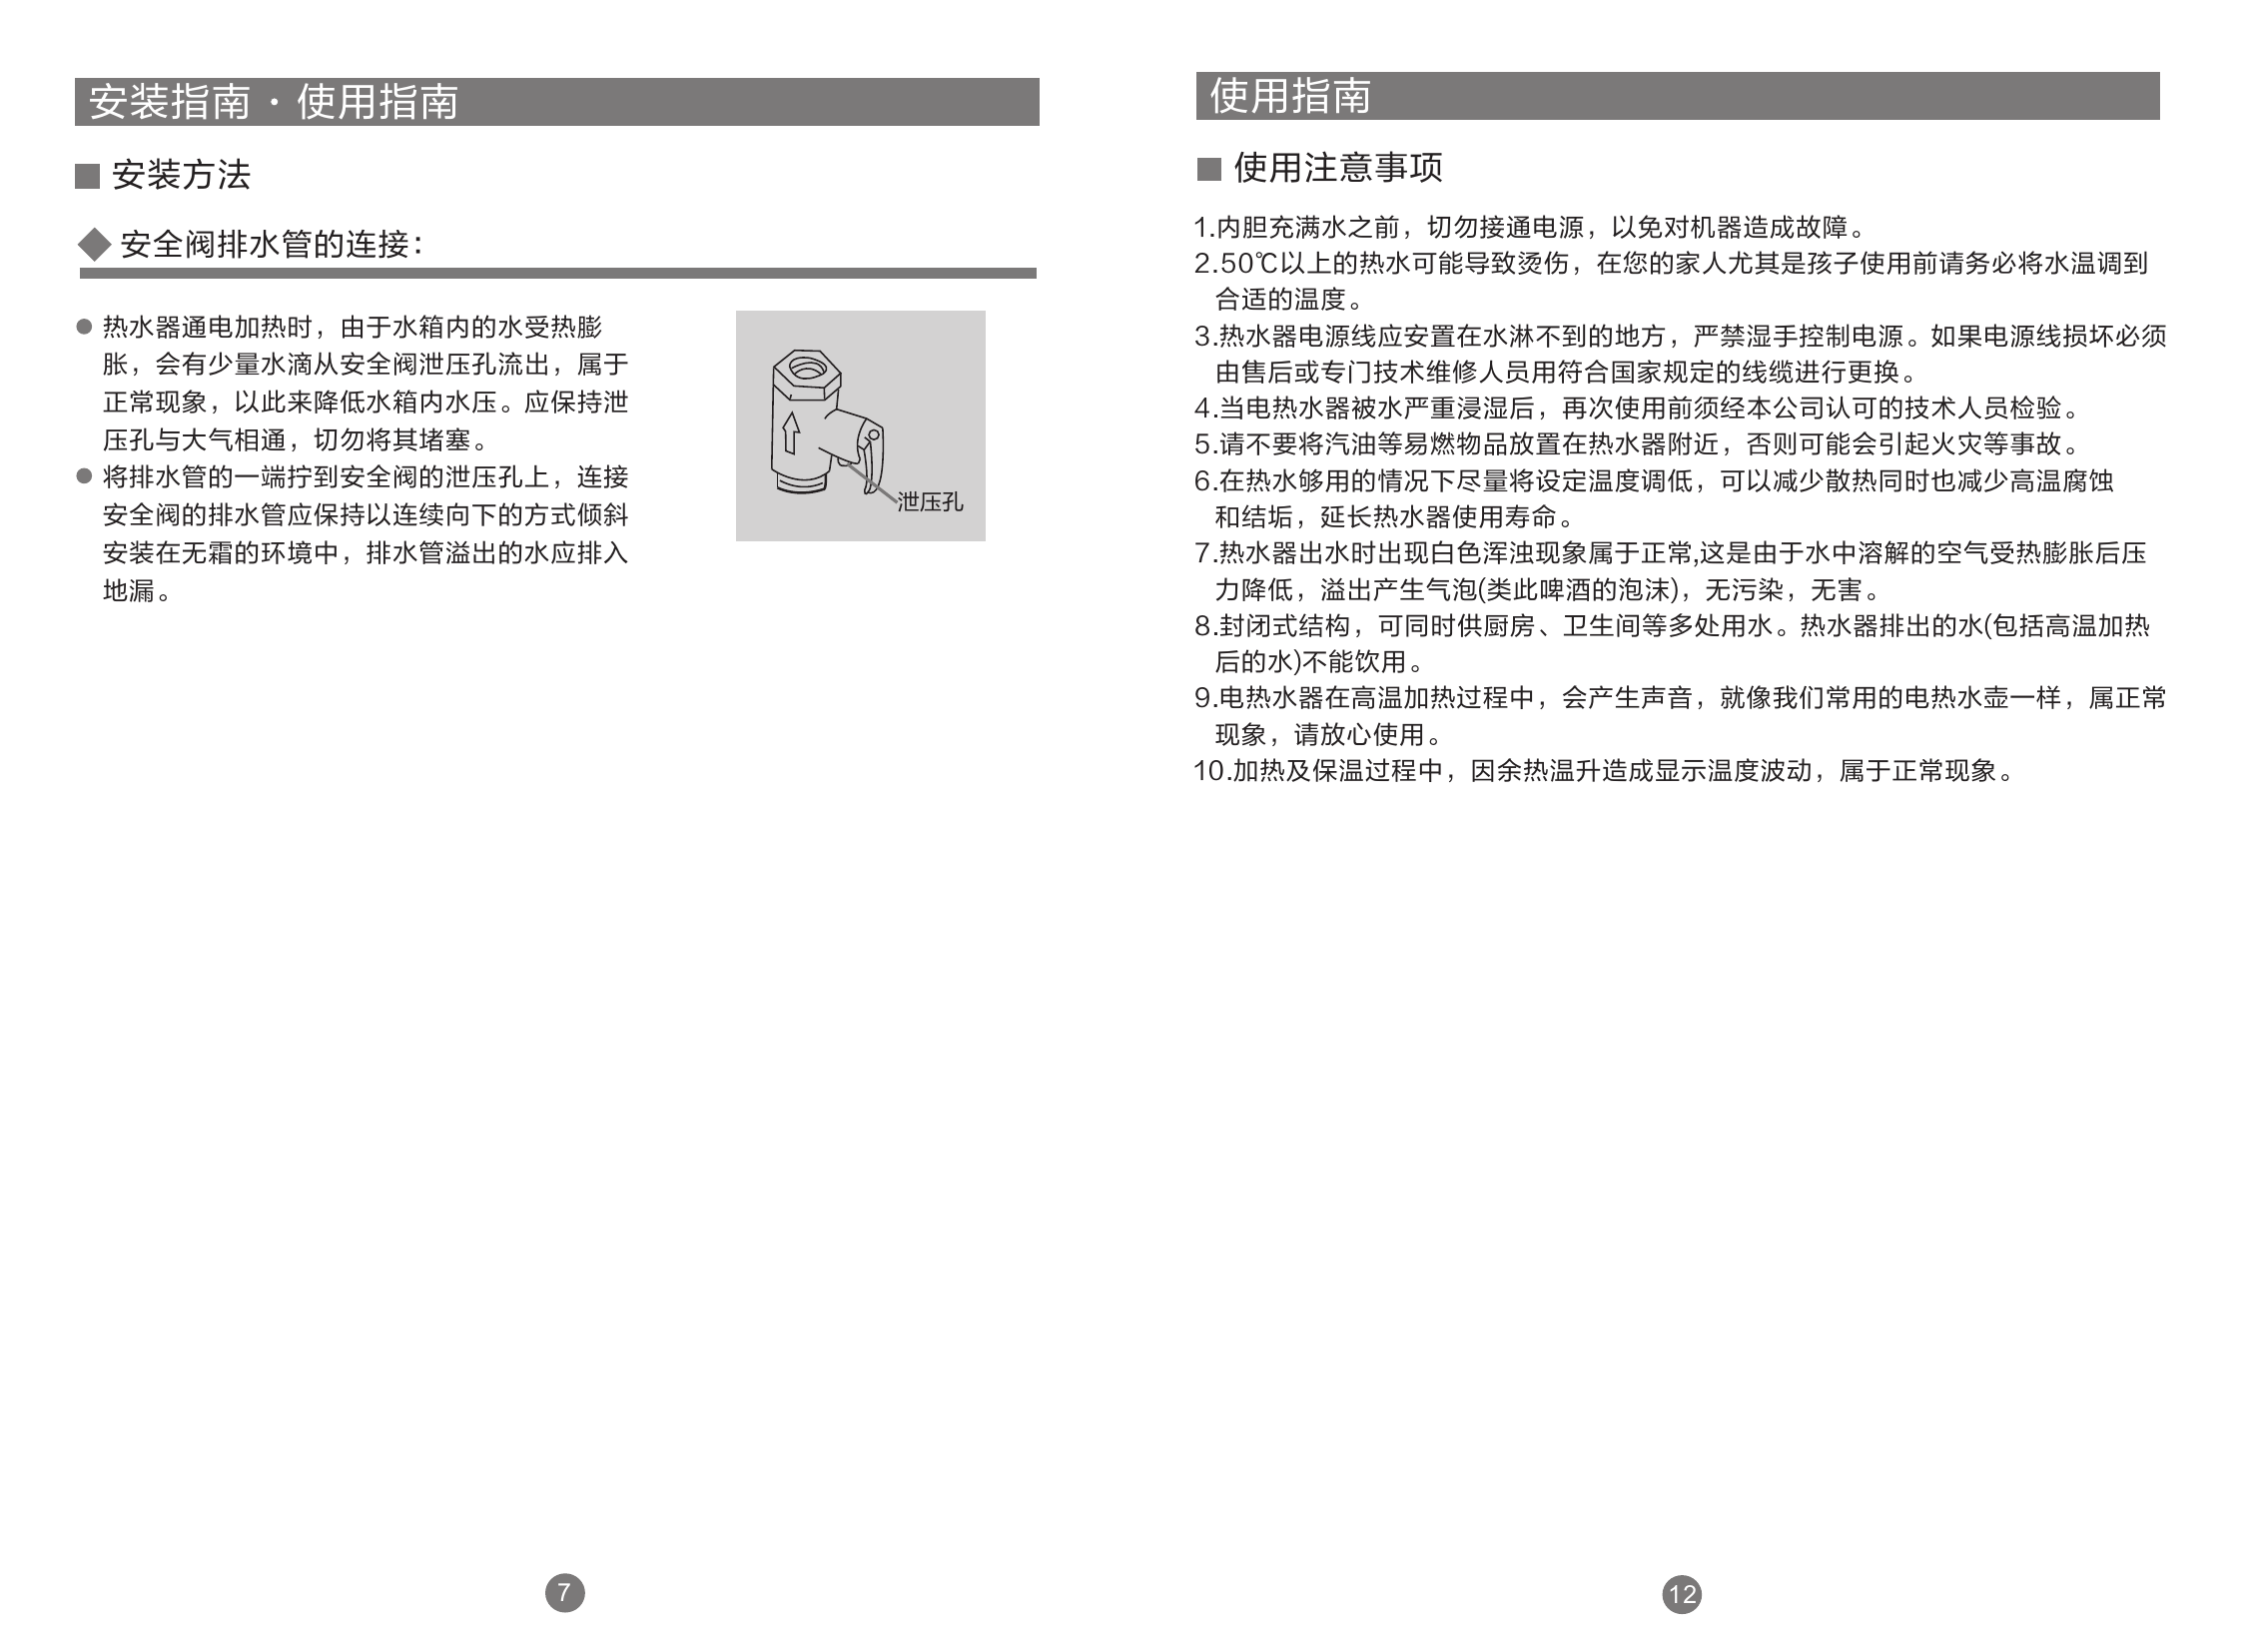 安装指南·使用指南
安装方法
安全阀排水管的连接：
热水器通电加热时，由于水箱内的水受热膨
胀，会有少量水滴从安全阀泄压孔流出，属于
正常现象，以此来降低水箱内水压。应保持泄
压孔与大气相通，切勿将其堵塞。
将排水管的一端拧到安全阀的泄压孔上，连接
安全阀的排水管应保持以连续向下的方式倾斜
安装在无霜的环境中，排水管溢出的水应排入
地漏。
泄压孔
7
使用指南
使用注意事项
1.内胆充满水之前，切勿接通电源，以免对机器造成故障。
2.50℃以上的热水可能导致烫伤，在您的家人尤其是孩子使用前请务必将水温调到
合适的温度。
3.热水器电源线应安置在水淋不到的地方，严禁湿手控制电源。如果电源线损坏必须
由售后或专门技术维修人员用符合国家规定的线缆进行更换。
4.当电热水器被水严重浸湿后，再次使用前须经本公司认可的技术人员检验。
5.请不要将汽油等易燃物品放置在热水器附近，否则可能会引起火灾等事故。
6.在热水够用的情况下尽量将设定温度调低，可以减少散热同时也减少高温腐蚀
和结垢，延长热水器使用寿命。
7.热水器出水时出现白色浑浊现象属于正常,这是由于水中溶解的空气受热膨胀后压
力降低，溢出产生气泡(类此啤酒的泡沫)，无污染，无害。
8.封闭式结构，可同时供厨房、卫生间等多处用水。热水器排出的水(包括高温加热
后的水)不能饮用。
9.电热水器在高温加热过程中，会产生声音，就像我们常用的电热水壶一样，属正常
现象，请放心使用。
10.加热及保温过程中，因余热温升造成显示温度波动，属于正常现象。
12